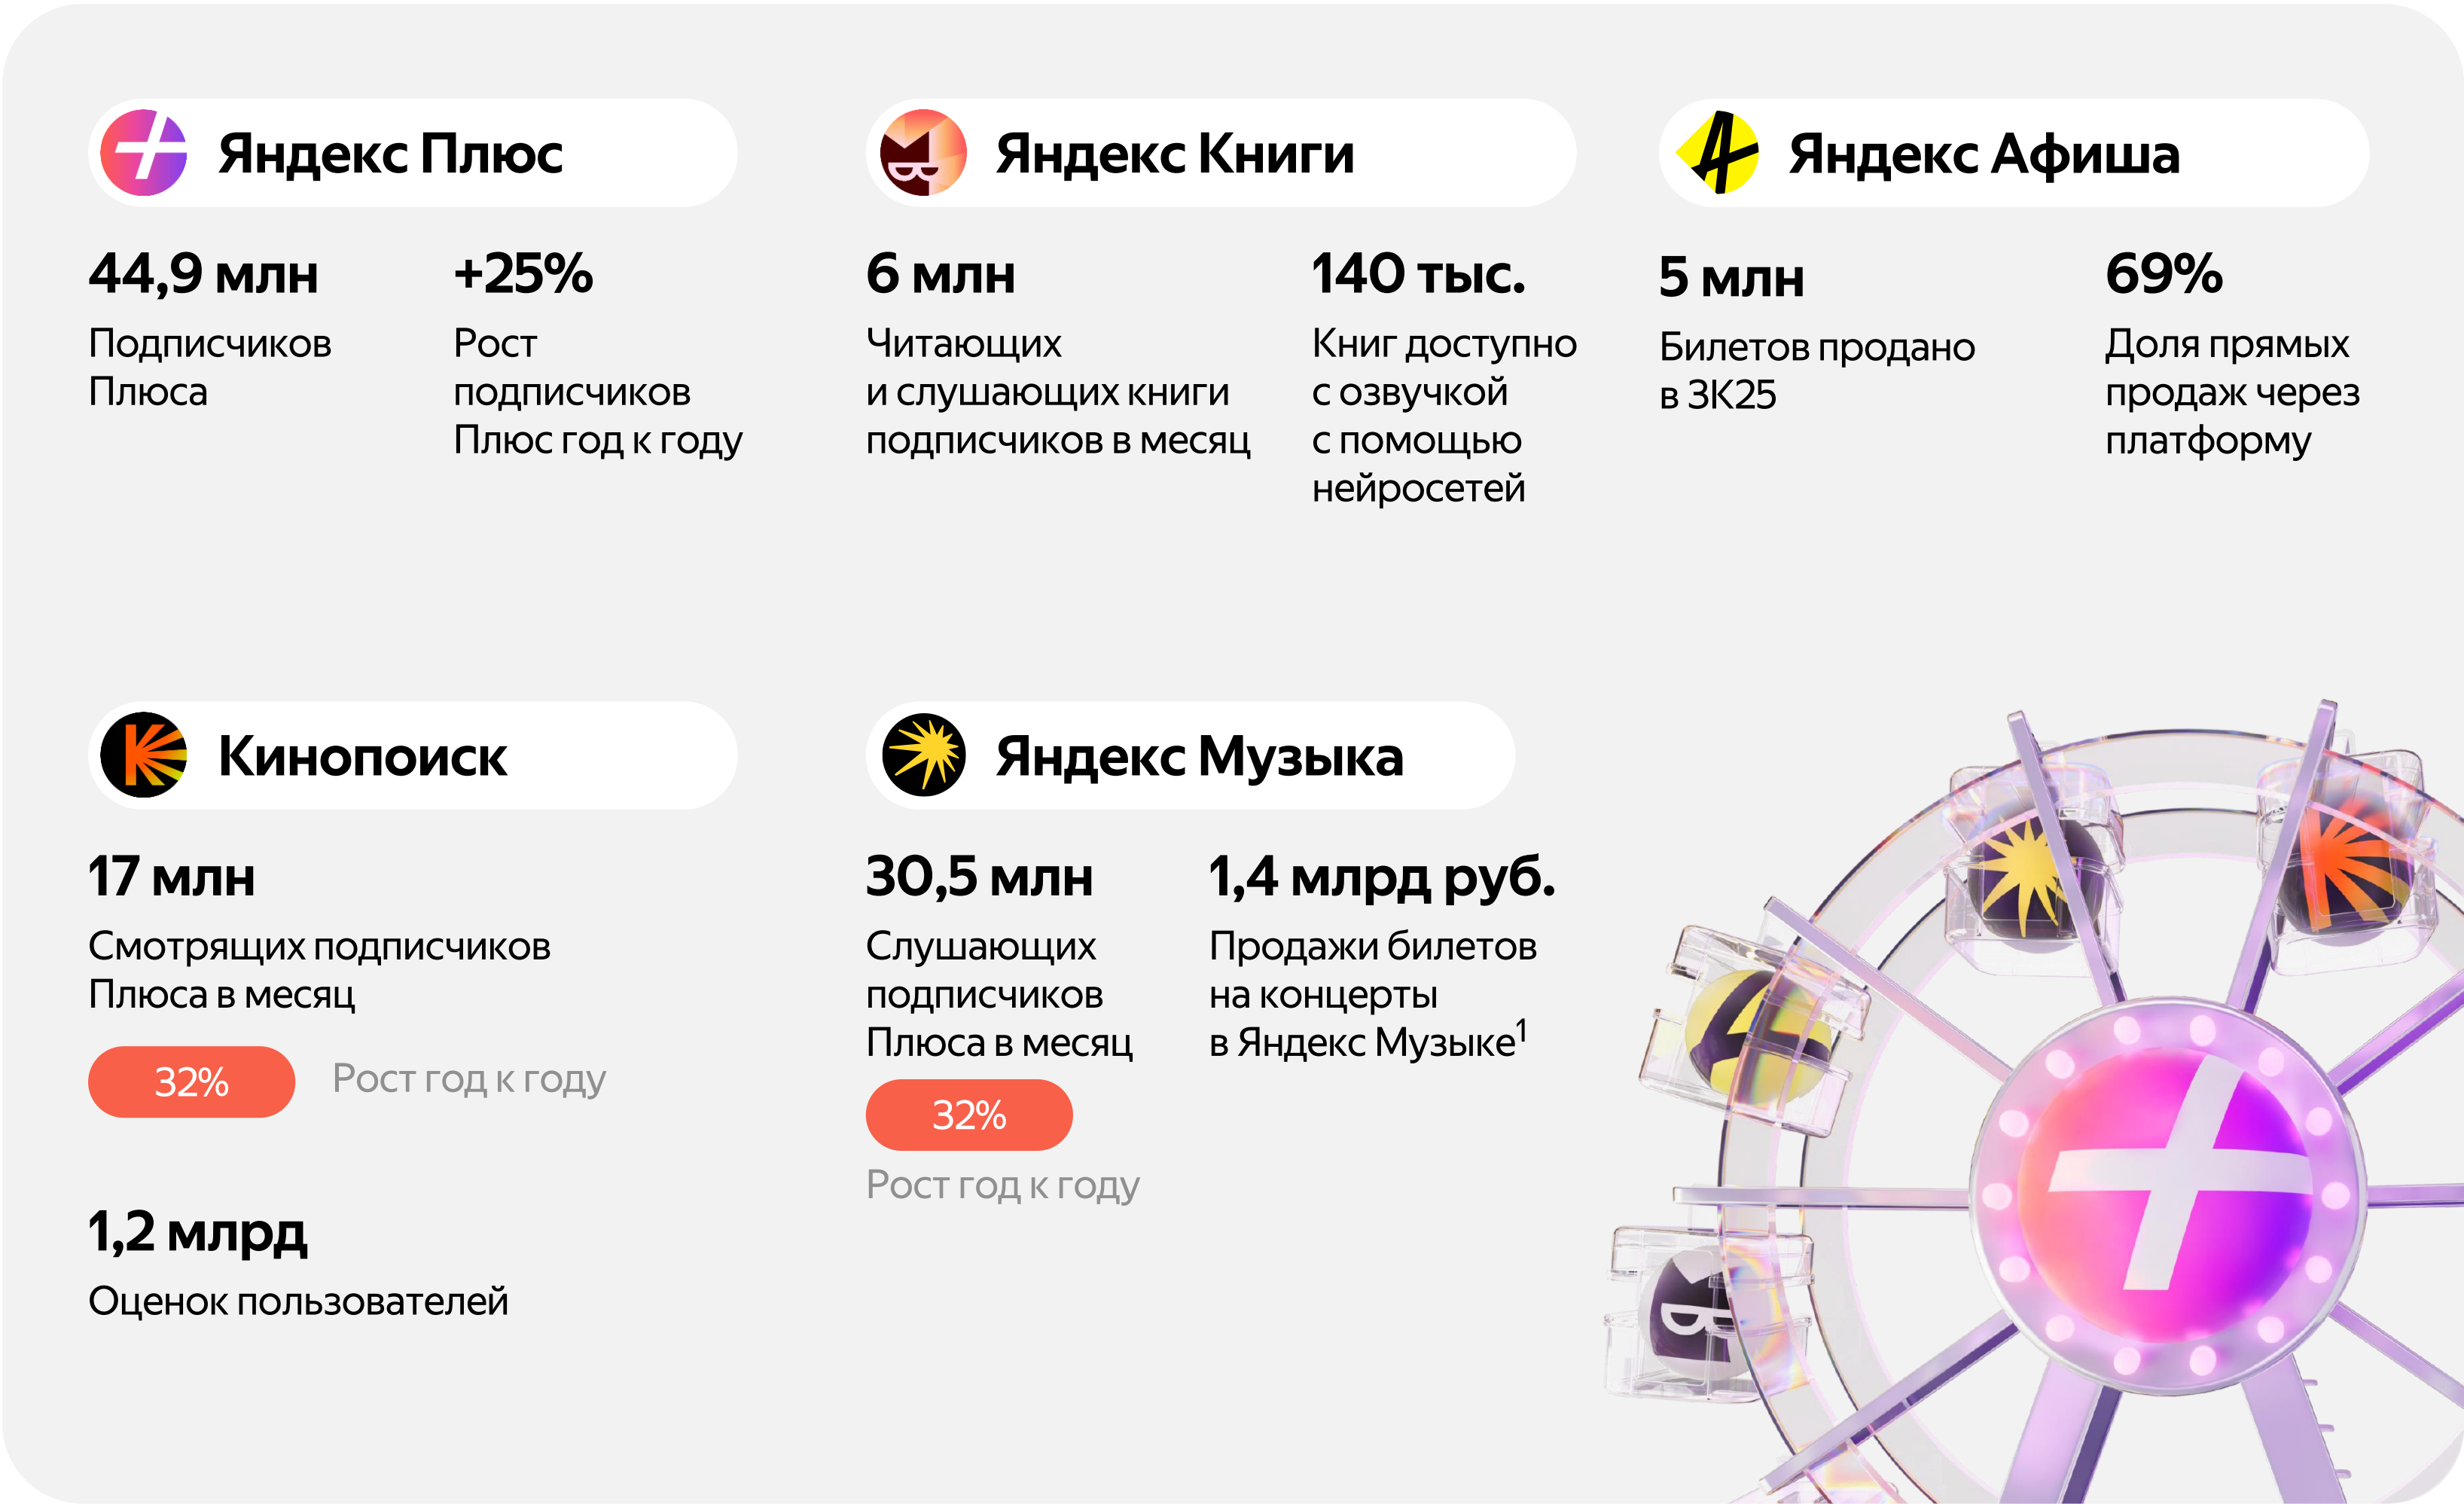 Яндекс Плюс
44,9 млн
Подписчиков
Плюса
+25%
Рост
подписчиков
Плюс год к году
Яндекс Книги
6 млн
Читающих
и слушающих книги
подписчиков в месяц
140 тыс.
Книг доступно
с озвучкой
с помощью
нейросетей
Яндекс Афиша
5 млн
Билетов продано
в 3К25
69%
Доля прямых
продаж через
платформу
Кинопоиск
17 млн
Смотрящих подписчиков
Плюса в месяц
32%
Рост год к году
1,2 млрд
Оценок пользователей
Яндекс Музыка
30,5 млн
Слушающих
подписчиков
Плюса в месяц
32%
Рост год к году
1,4 млрд руб.
Продажи билетов
на концерты
в Яндекс Музыке¹